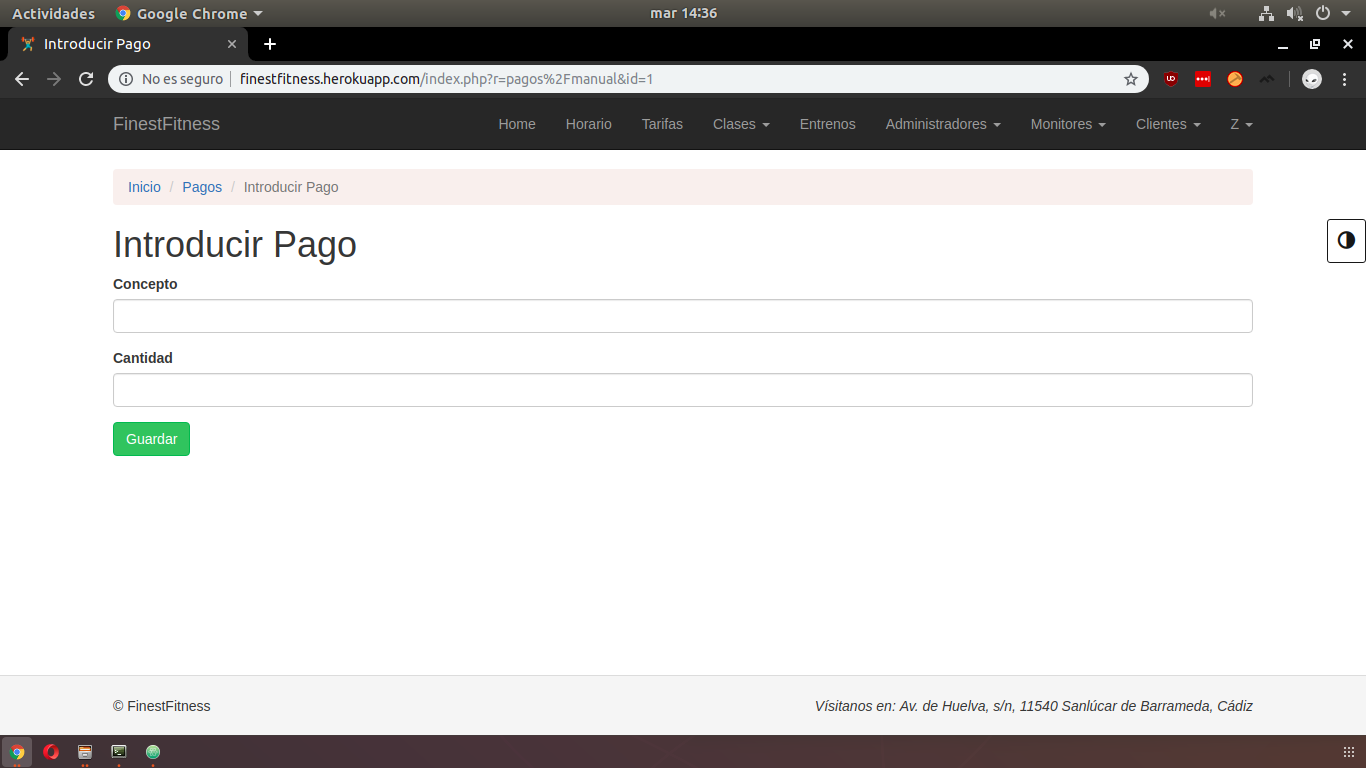 Actividades Google Chrome mar 14:36
Introducir Pago
No es seguro finestfitness.herokuapp.com/index.php?r=pagos%2Fmanual&id=1
FinestFitness Home Horario Tarifas Clases Entrenos Administradores Monitores Clientes Z
Inicio / Pagos / Introducir Pago
Introducir Pago
Concepto
Cantidad
Guardar
© FinestFitness Vísitanos en: Av. de Huelva, s/n, 11540 Sanlúcar de Barrameda, Cádiz